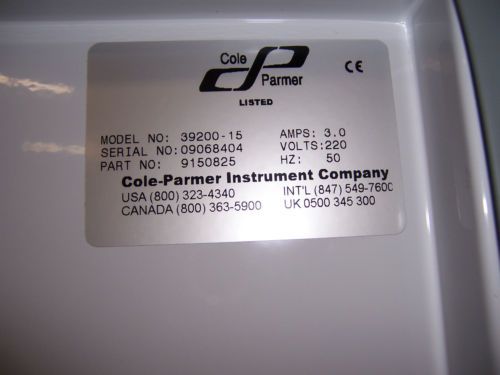 Cole
Parmer
CE
LISTED
MODEL NO: 39200-15 AMPS: 3.0
SERIAL NO: 09068404 VOLTS:220
PART NO: 9150825 HZ: 50
Cole-Parmer Instrument Company
USA (800) 323-4340 INT'L (847) 549-7600
CANADA (800) 363-5900 UK 0500 345 300